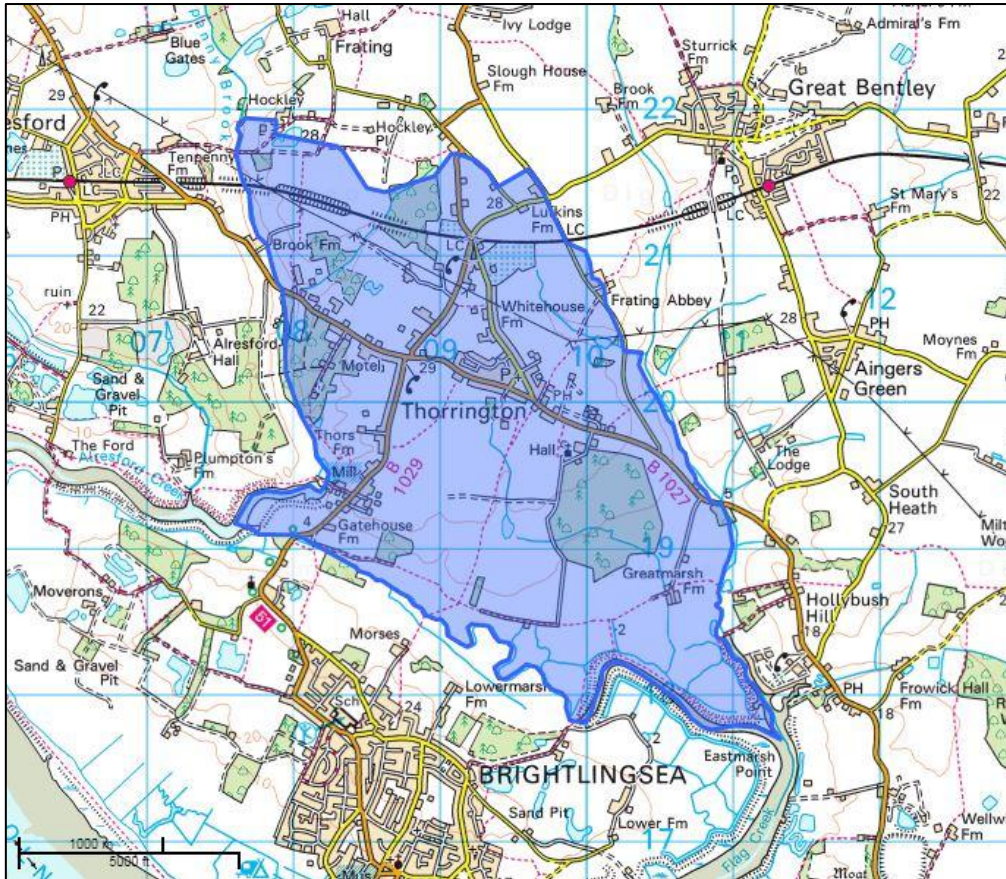 Hall
Ivy Lodge
Admiral's Fm
Blue
Gates
Frating
Sturrick
Fm
Slough House
Fm
Great Bentley
29
Hockley
Brook
Fm
22
esford
Tenpenny
Fm
28
Hockley
Pl
P
LC
LC
PH
28
Lufkins
Fm
LC
P
LC
St Mary's
Fm
22
Brook Fm
LC
21
ruin
22
Whitehouse
Fm
Frating Abbey
12
07
Alresford
Hall
08
Motel
09
29
10
11
28
PH
Moynes
Fm
Aingers
Green
Sand &
Gravel
Pit
P
PH
20
Thorrington
The Ford
Alresford Creek
Plumpton's
Fm
Thors
Fm
Mill
B
1029
Hall
B
1027
The
Lodge
South
Heath
27
4
Gatehouse
Fm
5
19
Greatmarsh
Fm
Moverons
51
Hollybush
Hill
18
Sand & Gravel
Pit
Morses
2
Sch
24
Lowermarsh
Fm
PH
18
Frowick Hall
Fm
20
2
Eastmarsh
Point
BRIGHTLINGSEA
Sand Pit
Lower Fm
17
Flag Creek
1000 m
5000 ft
Mus
Moat